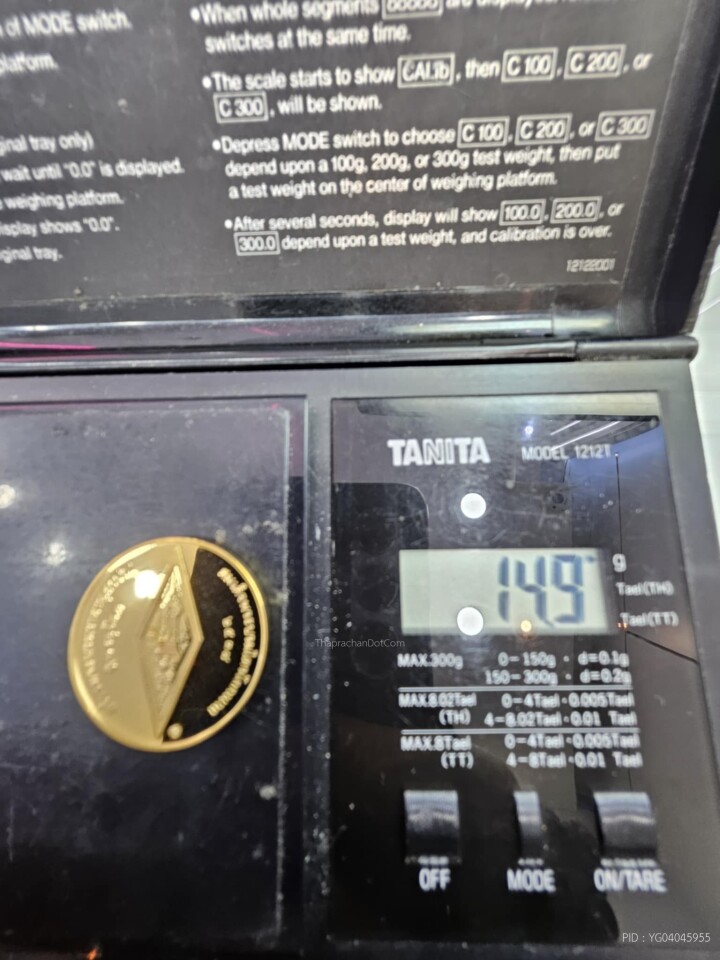 of MODE switch.
platform.
ginal tray only)
wait until "0.0" is displayed.
weighing platform.
isplay shows "0.0".
ginal tray.
•When whole segments are displayed,
switches at the same time.
•The scale starts to show CAL1b, then C 100, C 200, or
C 300, will be shown.
•Depress MODE switch to choose C 100, C 200, or C 300
depend upon a 100g, 200g, or 300g test weight, then put
a test weight on the center of weighing platform.
•After several seconds, display will show 100.0, 200.0, or
300.0 depend upon a test weight, and calibration is over.
12122001
TANITA MODEL 1212T
14.9 g
Tael(TH)
Tael(TT)
ThaprachanDotCom
MAX.300g 0-150g • d=0.1g
150-300g • d=0.2g
MAX.8.02Tael 0-4Tael•0.005Tael
(TH) 4-8.02Tael•0.01 Tael
MAX.8Tael 0-4Tael•0.005Tael
(TT) 4-8Tael•0.01 Tael
OFF MODE ON/TARE
PID : YG04045955